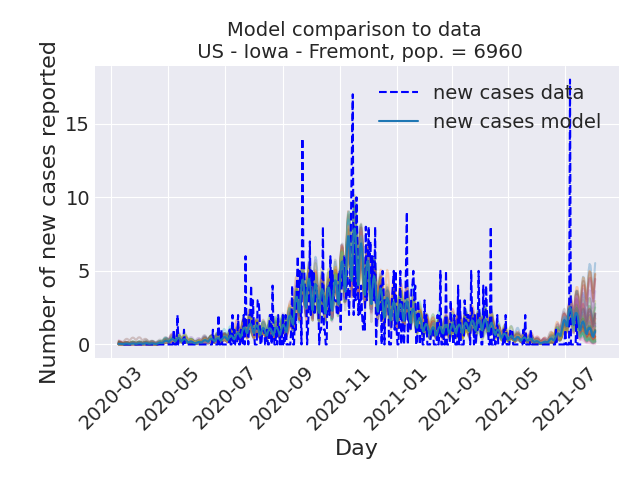 Model comparison to data
US - Iowa - Fremont, pop. = 6960
new cases data
new cases model
Number of new cases reported
15
10
5
0
2020-03
2020-05
2020-07
2020-09
2020-11
2021-01
2021-03
2021-05
2021-07
Day